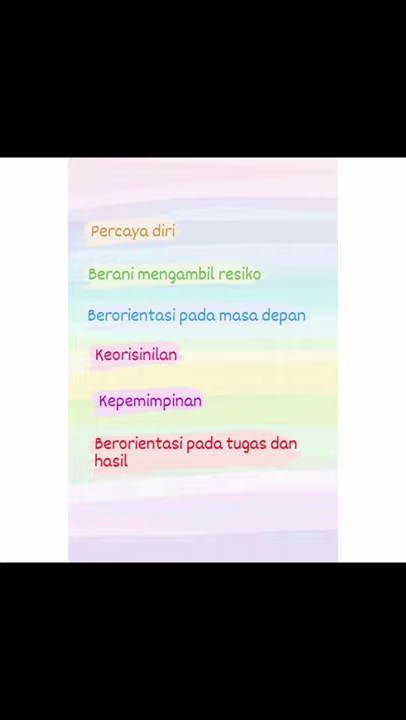 Percaya diri
Berani mengambil resiko
Berorientasi pada masa depan
Keorisinilan
Kepemimpinan
Berorientasi pada tugas dan
hasil